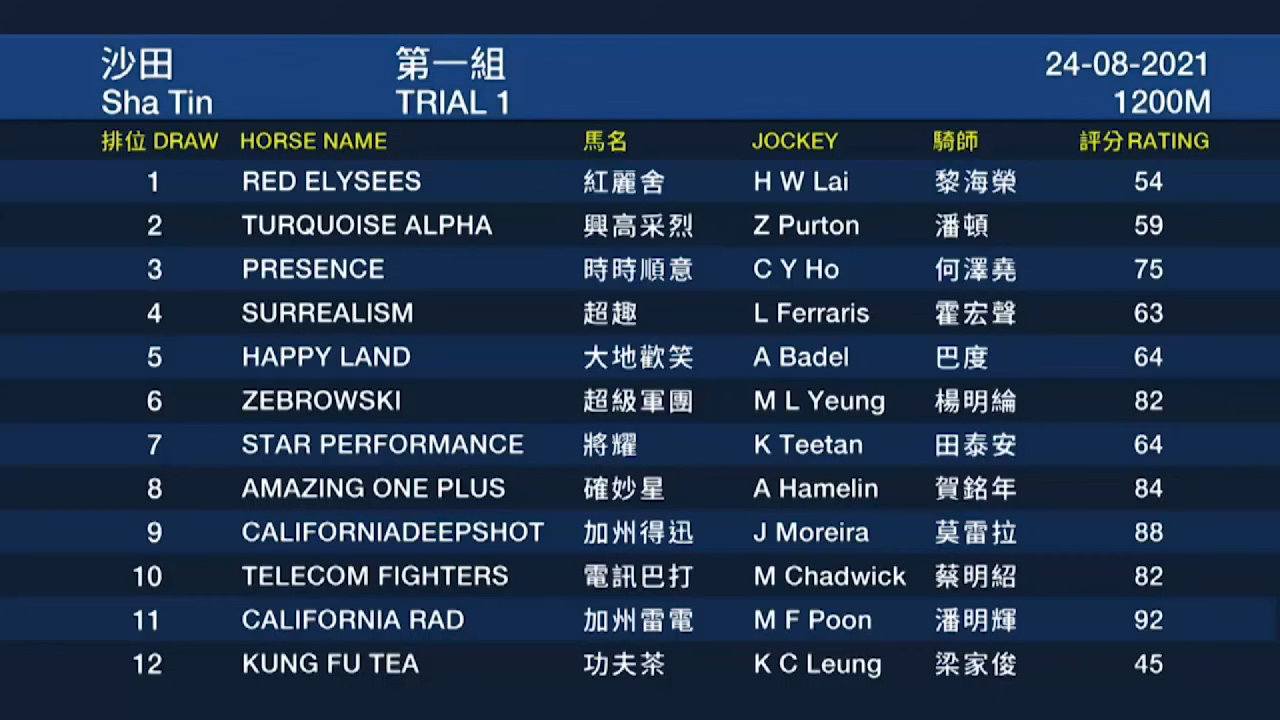 沙田 第一組 24-08-2021
Sha Tin TRIAL 1 1200M
排位 DRAW HORSE NAME 馬名 JOCKEY 騎師 評分 RATING
1 RED ELYSEES 紅麗舍 H W Lai 黎海榮 54
2 TURQUOISE ALPHA 興高采烈 Z Purton 潘頓 59
3 PRESENCE 時時順意 C Y Ho 何澤堯 75
4 SURREALISM 超趣 L Ferraris 霍宏聲 63
5 HAPPY LAND 大地歡笑 A Badel 巴度 64
6 ZEBROWSKI 超級軍團 M L Yeung 楊明綸 82
7 STAR PERFORMANCE 將耀 K Teetan 田泰安 64
8 AMAZING ONE PLUS 確妙星 A Hamelin 賀銘年 84
9 CALIFORNIADEEPSHOT 加州得迅 J Moreira 莫雷拉 88
10 TELECOM FIGHTERS 電訊巴打 M Chadwick 蔡明紹 82
11 CALIFORNIA RAD 加州雷電 M F Poon 潘明輝 92
12 KUNG FU TEA 功夫茶 K C Leung 梁家俊 45